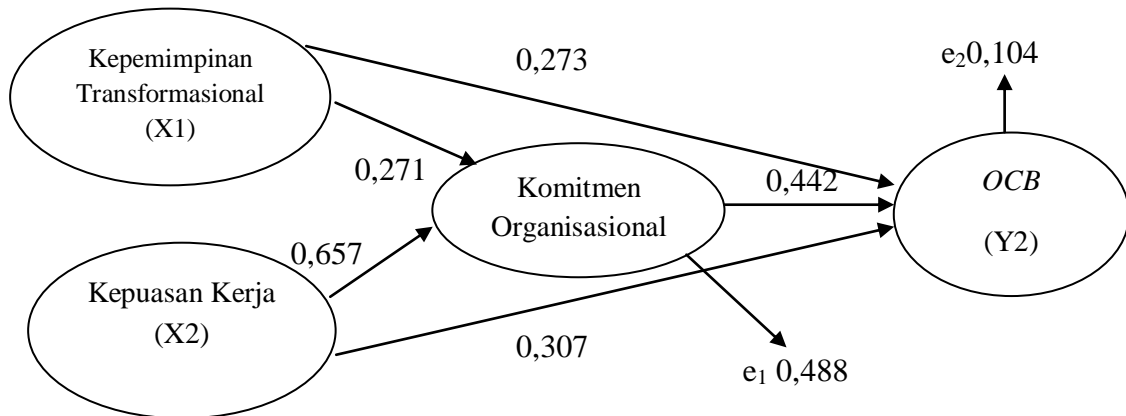 Kepemimpinan
Transformasional
(X1)
0,273
e₂0,104
0,271
Komitmen
Organisasional
0,442
OCB
(Y2)
0,657
Kepuasan Kerja
(X2)
0,307
e₁ 0,488